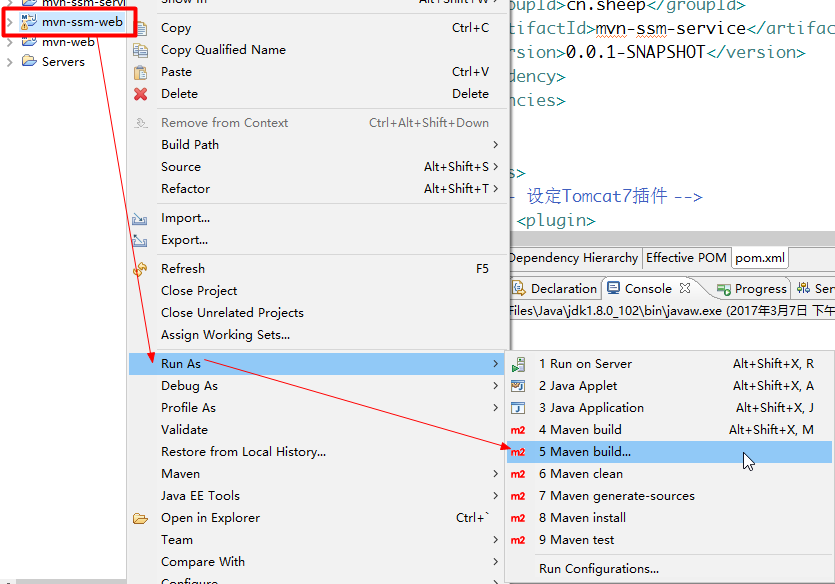 mvn-ssm-servi
mvn-ssm-web
mvn-web
Servers
Show In Alt+Shift+W >
Copy Ctrl+C
Copy Qualified Name
Paste Ctrl+V
Delete Delete
Remove from Context Ctrl+Alt+Shift+Down
Build Path >
Source Alt+Shift+S >
Refactor Alt+Shift+T >
Import...
Export...
Refresh F5
Close Project
Close Unrelated Projects
Assign Working Sets...
Run As >
Debug As >
Profile As >
Validate
Restore from Local History...
Maven >
Java EE Tools >
Open in Explorer Ctrl+`
Team >
Compare With >
Configure >
oupId>cn.sheep</groupId>
tifactId>mvn-ssm-service</artifac
rsion>0.0.1-SNAPSHOT</version>
dency>
ncies>
s>
- 设定Tomcat7插件 -->
<plugin>
Dependency Hierarchy Effective POM pom.xml
Declaration Console Progress Ser
Files\Java\jdk1.8.0_102\bin\javaw.exe (2017年3月7日 下午
1 Run on Server Alt+Shift+X, R
2 Java Applet Alt+Shift+X, A
3 Java Application Alt+Shift+X, J
4 Maven build Alt+Shift+X, M
5 Maven build...
6 Maven clean
7 Maven generate-sources
8 Maven install
9 Maven test
Run Configurations...